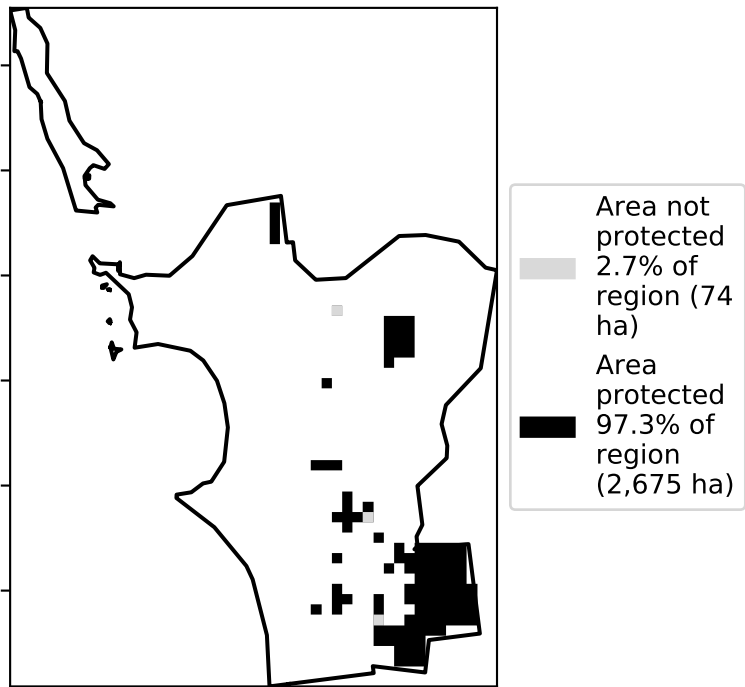 Area not
protected
2.7% of
region (74
ha)
Area
protected
97.3% of
region
(2,675 ha)